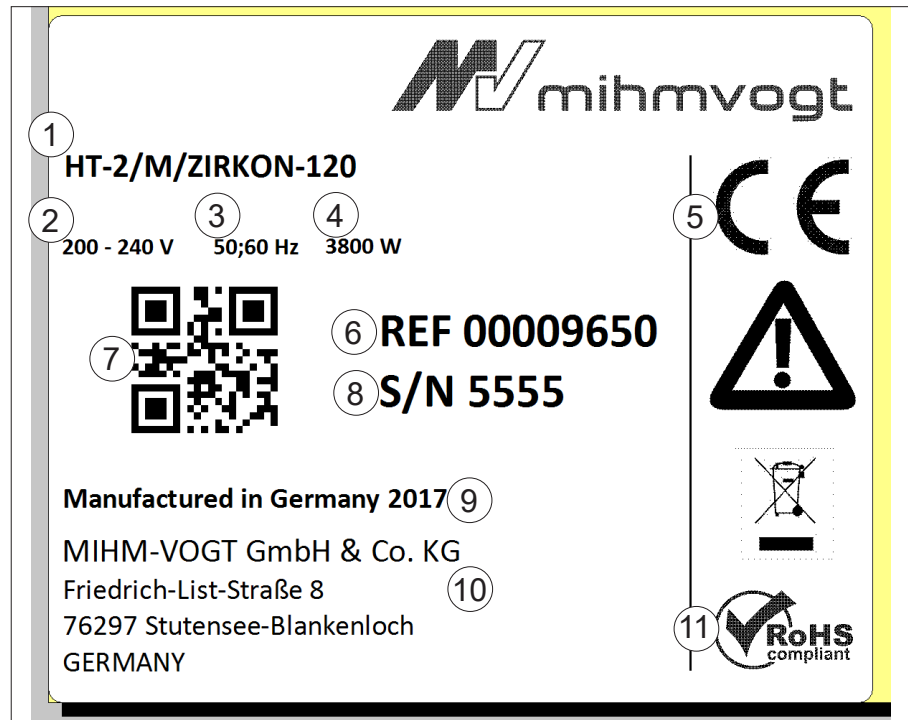 mihmvogt
1
HT-2/M/ZIRKON-120
2 3 4 5
200 - 240 V 50;60 Hz 3800 W
CE
6 REF 00009650
7
8 S/N 5555
Manufactured in Germany 2017 9
MIHM-VOGT GmbH & Co. KG
Friedrich-List-Straße 8 10
76297 Stutensee-Blankenloch
GERMANY
11 RoHS
compliant